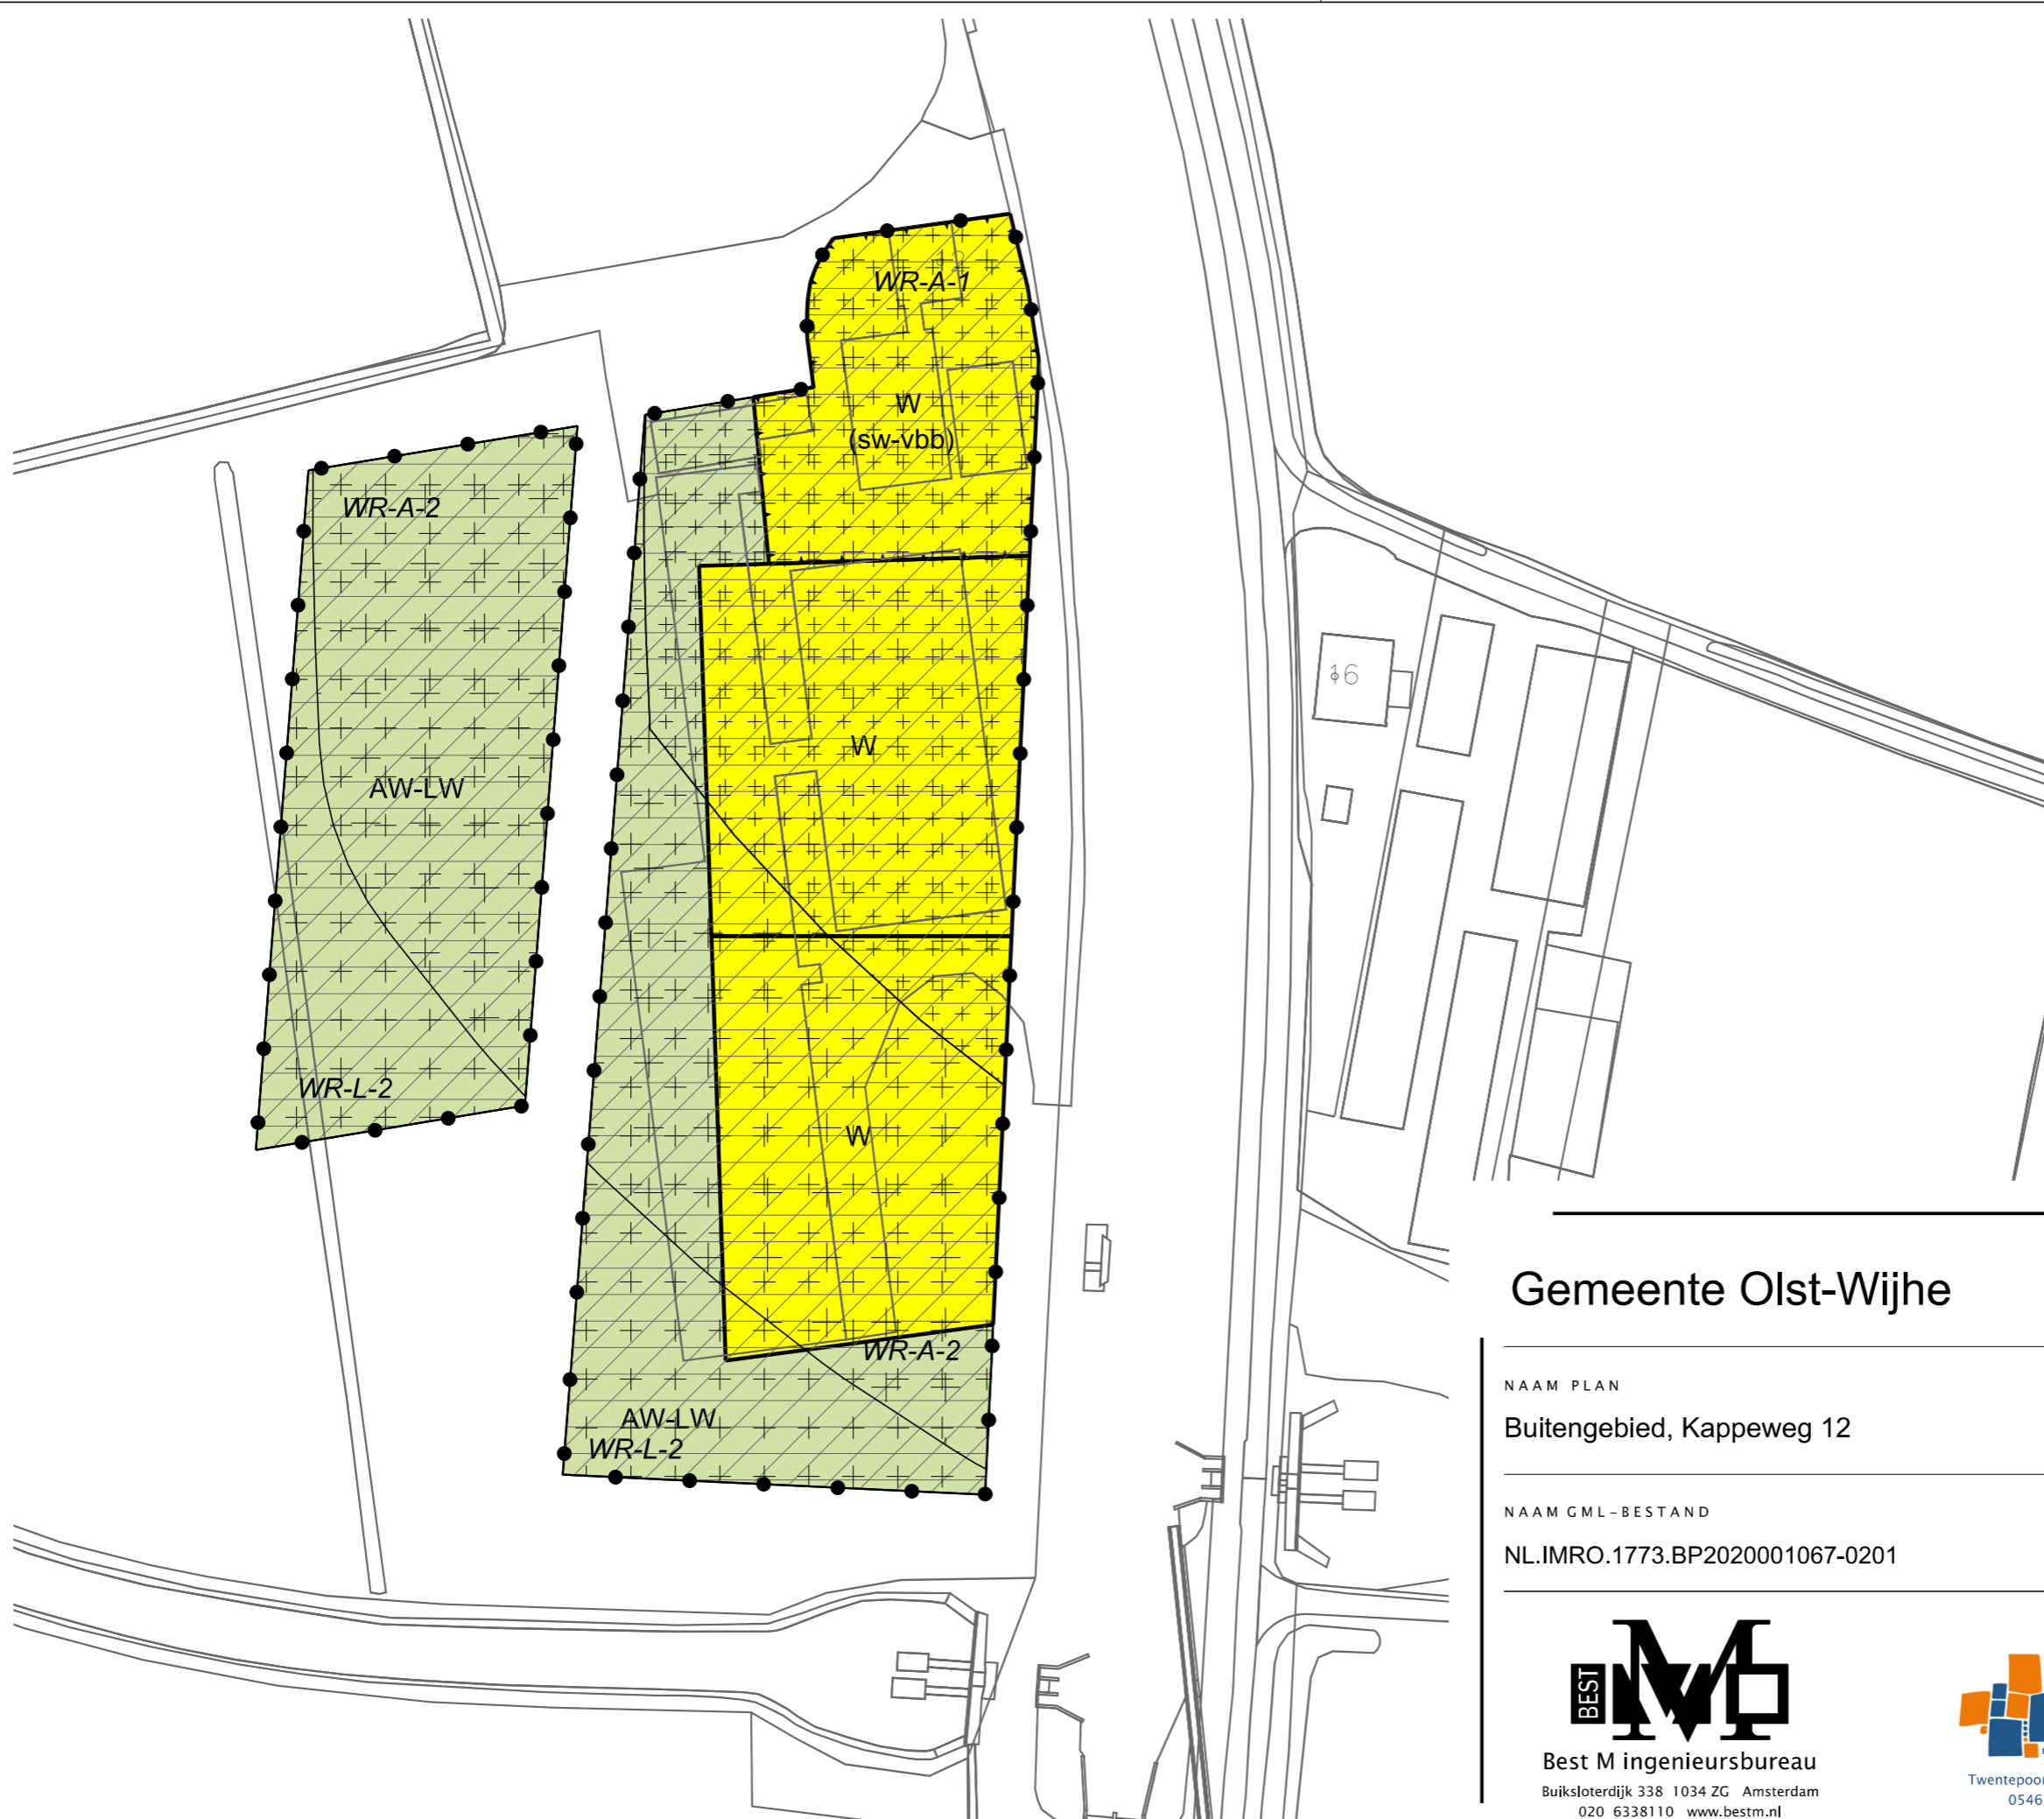 WR-A-1
W
(sw-vbb)
WR-A-2
W
AW-LW
16
WR-L-2
W
WR-A-2
AW-LW
WR-L-2
Gemeente Olst-Wijhe
NAAM PLAN
Buitengebied, Kappeweg 12
NAAM GML-BESTAND
NL.IMRO.1773.BP2020001067-0201
BEST
M
Best M ingenieursbureau
Buiksloterdijk 338 1034 ZG Amsterdam
020 6338110 www.bestm.nl
Twentepoor
0546